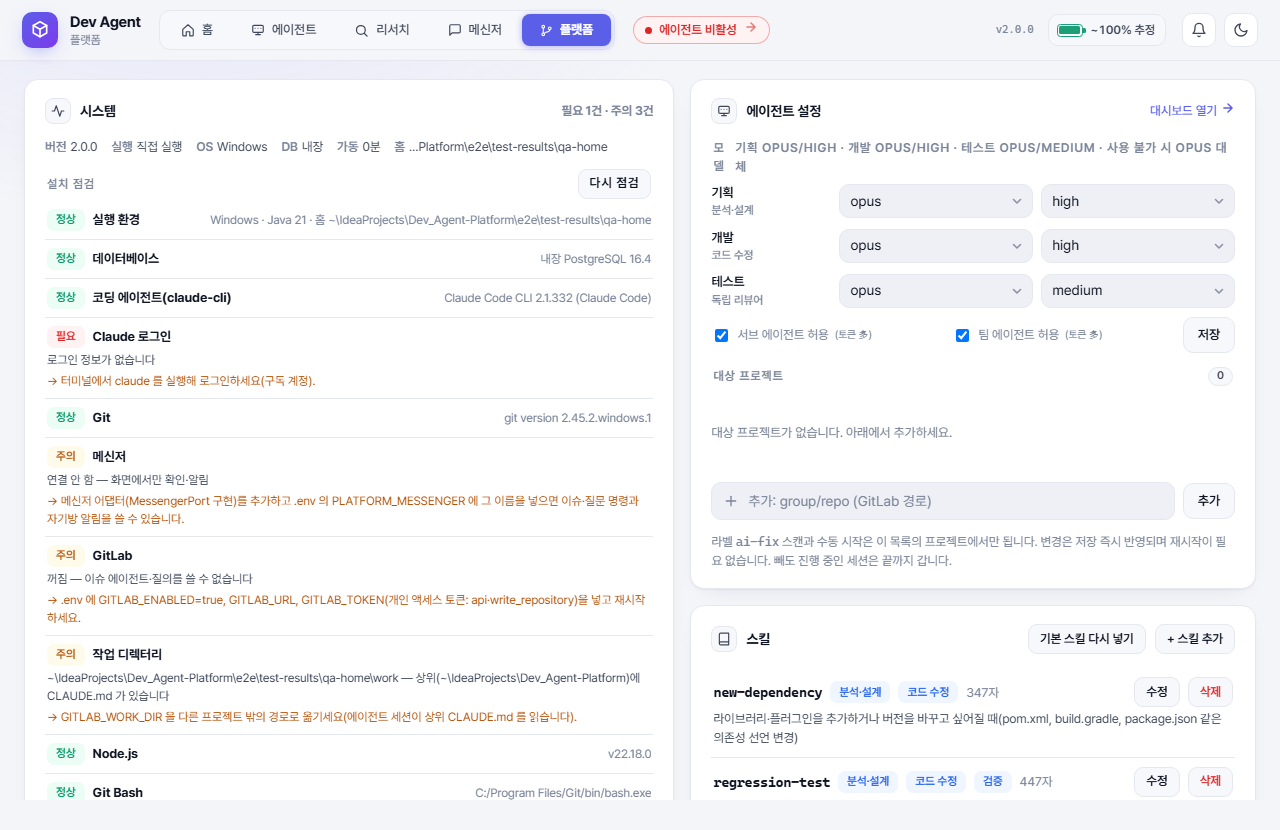 Dev Agent
플랫폼
홈
에이전트
리서치
메신저
플랫폼
에이전트 비활성 →
v2.0.0
~100% 추정
시스템
필요 1건 · 주의 3건
버전 2.0.0 실행 직접 실행 OS Windows DB 내장 가동 0분 홈 …Platform\e2e\test-results\qa-home
설치 점검
다시 점검
정상 실행 환경 Windows · Java 21 · 홈 ~\IdeaProjects\Dev_Agent-Platform\e2e\test-results\qa-home
정상 데이터베이스 내장 PostgreSQL 16.4
정상 코딩 에이전트(claude-cli) Claude Code CLI 2.1.332 (Claude Code)
필요 Claude 로그인
로그인 정보가 없습니다
→ 터미널에서 claude 를 실행해 로그인하세요(구독 계정).
정상 Git git version 2.45.2.windows.1
주의 메신저
연결 안 함 — 화면에서만 확인·알림
→ 메신저 어댑터(MessengerPort 구현)를 추가하고 .env 의 PLATFORM_MESSENGER 에 그 이름을 넣으면 이슈·질문 명령과
자기방 알림을 쓸 수 있습니다.
주의 GitLab
꺼짐 — 이슈 에이전트·질의를 쓸 수 없습니다
→ .env 에 GITLAB_ENABLED=true, GITLAB_URL, GITLAB_TOKEN(개인 액세스 토큰: api·write_repository)을 넣고 재시작
하세요.
주의 작업 디렉터리
~\IdeaProjects\Dev_Agent-Platform\e2e\test-results\qa-home\work — 상위(~\IdeaProjects\Dev_Agent-Platform)에
CLAUDE.md 가 있습니다
→ GITLAB_WORK_DIR 을 다른 프로젝트 밖의 경로로 옮기세요(에이전트 세션이 상위 CLAUDE.md 를 읽습니다).
정상 Node.js v22.18.0
정상 Git Bash C:/Program Files/Git/bin/bash.exe
에이전트 설정
대시보드 열기 →
모델 기획 OPUS/HIGH · 개발 OPUS/HIGH · 테스트 OPUS/MEDIUM · 사용 불가 시 OPUS 대
체
기획
분석·설계
opus
high
개발
코드 수정
opus
high
테스트
독립 리뷰어
opus
medium
서브 에이전트 허용 (토큰 多)
팀 에이전트 허용 (토큰 多)
저장
대상 프로젝트
0
대상 프로젝트가 없습니다. 아래에서 추가하세요.
추가: group/repo (GitLab 경로)
추가
라벨 ai-fix 스캔과 수동 시작은 이 목록의 프로젝트에서만 됩니다. 변경은 저장 즉시 반영되며 재시작이 필
요 없습니다. 빼도 진행 중인 세션은 끝까지 갑니다.
스킬
기본 스킬 다시 넣기
+ 스킬 추가
new-dependency 분석·설계 코드 수정 347자 수정 삭제
라이브러리·플러그인을 추가하거나 버전을 바꾸고 싶어질 때(pom.xml, build.gradle, package.json 같은
의존성 선언 변경)
regression-test 분석·설계 코드 수정 검증 447자 수정 삭제